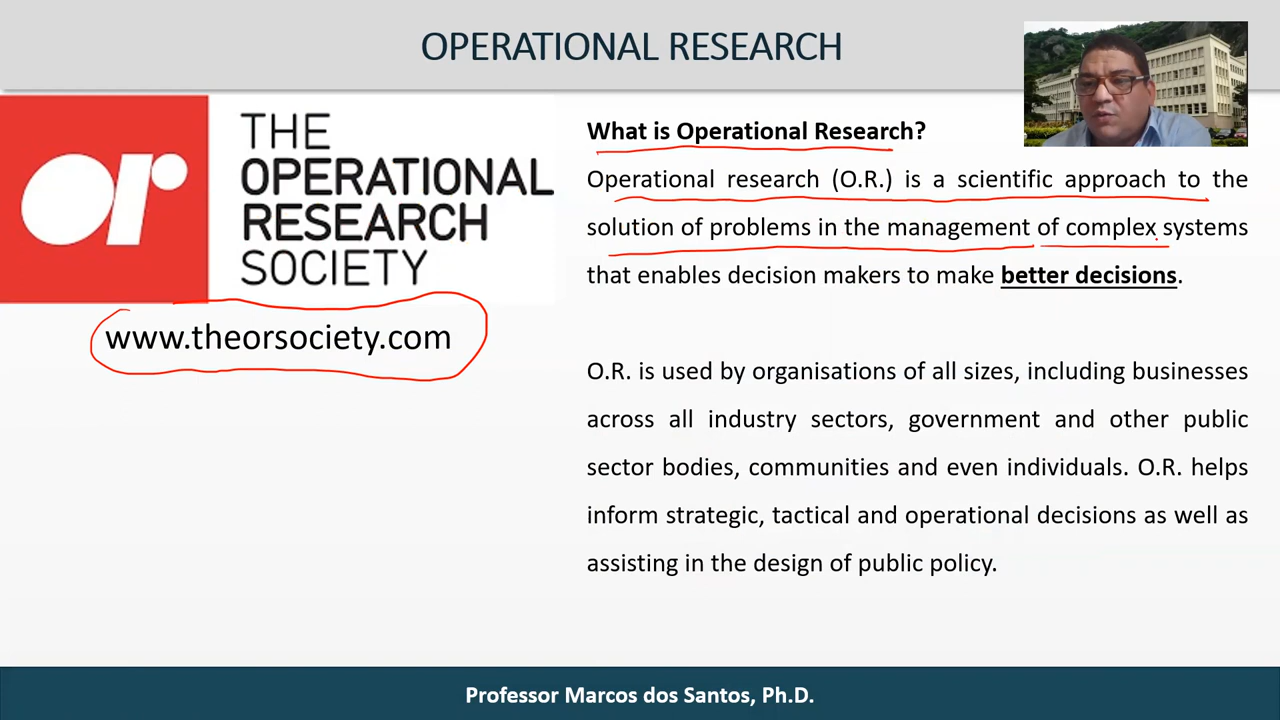 OPERATIONAL RESEARCH
or
THE
OPERATIONAL
RESEARCH
SOCIETY
www.theorsociety.com
What is Operational Research?
Operational research (O.R.) is a scientific approach to the
solution of problems in the management of complex systems
that enables decision makers to make better decisions.
O.R. is used by organisations of all sizes, including businesses
across all industry sectors, government and other public
sector bodies, communities and even individuals. O.R. helps
inform strategic, tactical and operational decisions as well as
assisting in the design of public policy.
Professor Marcos dos Santos, Ph.D.